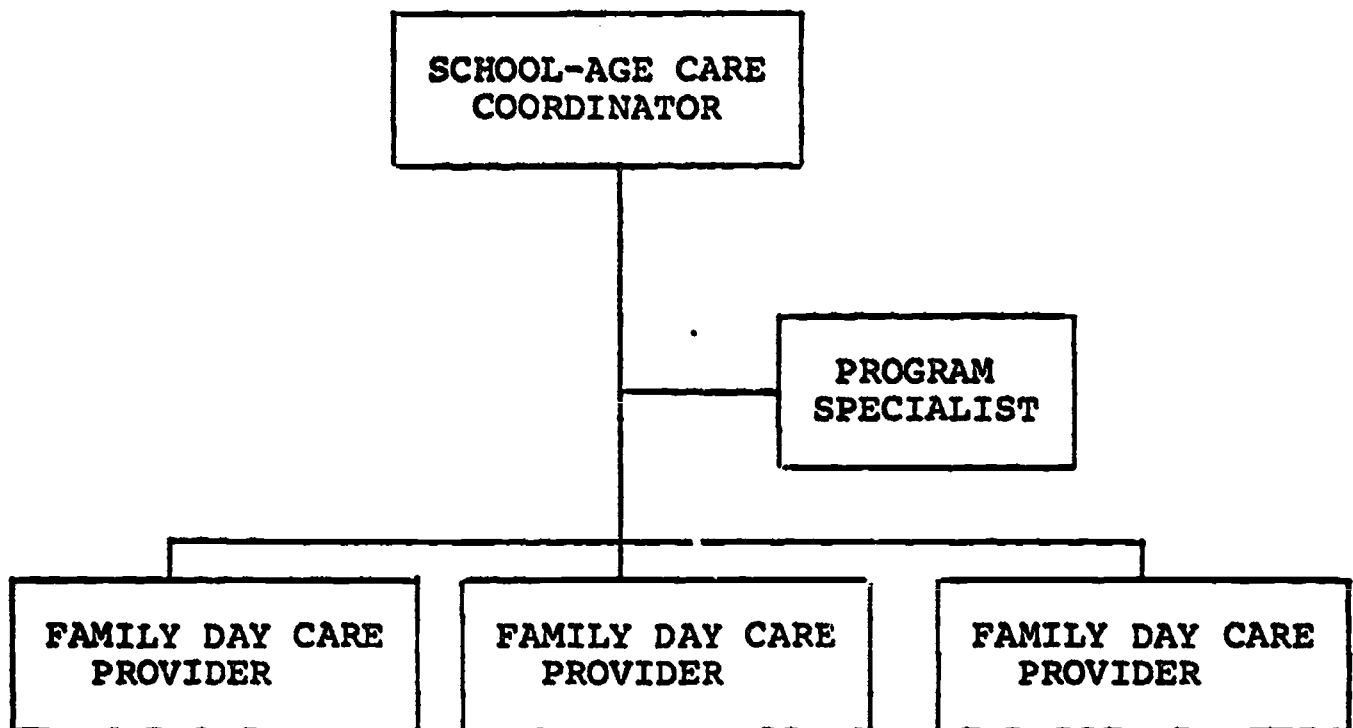 SCHOOL-AGE CARE
COORDINATOR
PROGRAM
SPECIALIST
FAMILY DAY CARE
PROVIDER
FAMILY DAY CARE
PROVIDER
FAMILY DAY CARE
PROVIDER